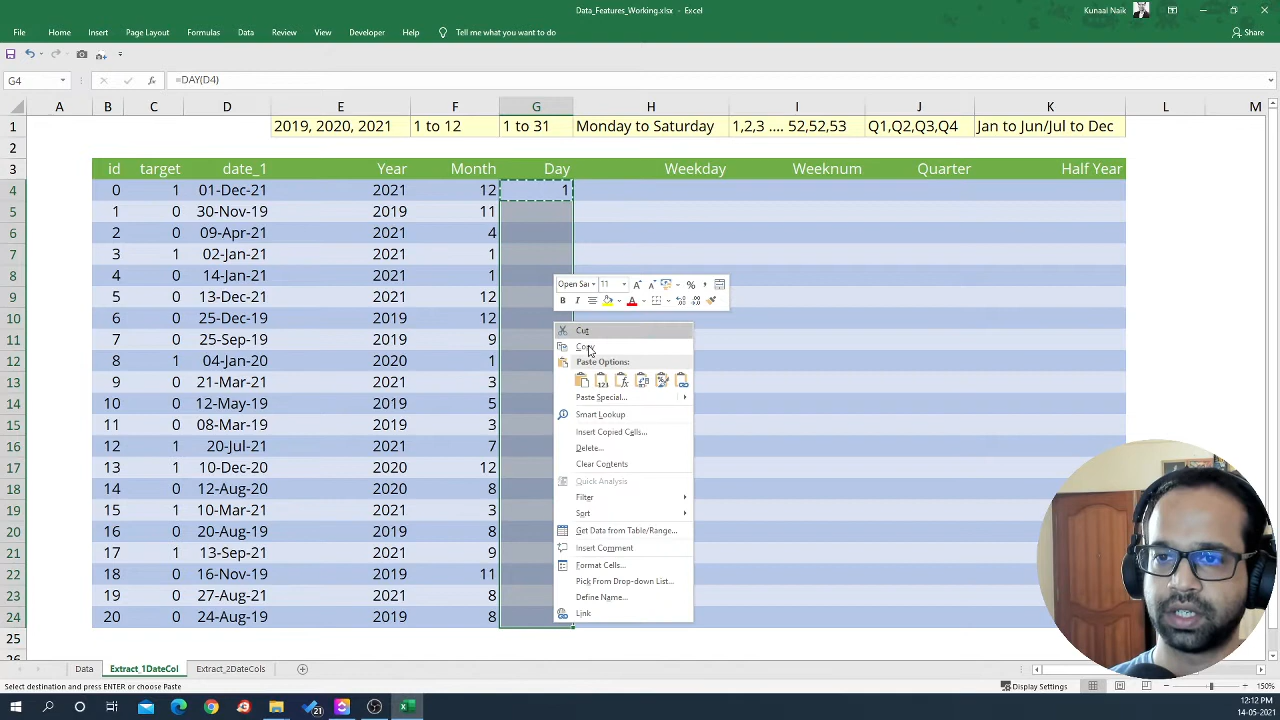 Data_Features_Working.xlsx - Excel
Kunaal Naik
File Home Insert Page Layout Formulas Data Review View Developer Help Tell me what you want to do Share
G4 =DAY(D4)
A B C D E F G H I J K L M
1 2019, 2020, 2021 1 to 12 1 to 31 Monday to Saturday 1,2,3 .... 52,52,53 Q1,Q2,Q3,Q4 Jan to Jun/Jul to Dec
2
id target date_1 Year Month Day Weekday Weeknum Quarter Half Year
0 1 01-Dec-21 2021 12 1
5 1 0 30-Nov-19 2019 11
6 2 0 09-Apr-21 2021 4
7 3 1 02-Jan-21 2021 1
8 4 0 14-Jan-21 2021 1
5 0 13-Dec-21 2021 12
10 6 0 25-Dec-19 2019 12
11 7 0 25-Sep-19 2019 9
12 8 1 04-Jan-20 2020 1
13 9 0 21-Mar-21 2021 3
14 10 0 12-May-19 2019 5
15 11 0 08-Mar-19 2019 3
16 12 1 20-Jul-21 2021 7
17 13 1 10-Dec-20 2020 12
18 14 0 12-Aug-20 2020 8
19 15 1 10-Mar-21 2021 3
20 16 0 20-Aug-19 2019 8
21 17 1 13-Sep-21 2021 9
22 18 0 16-Nov-19 2019 11
23 19 0 27-Aug-21 2021 8
24 20 0 24-Aug-19 2019 8
25
26
Open Sar 11
B I A
Cut
Copy
Paste Options:
Paste Special...
Smart Lookup
Insert Copied Cells...
Delete...
Clear Contents
Quick Analysis
Filter
Sort
Get Data from Table/Range...
Insert Comment
Format Cells...
Pick From Drop-down List...
Define Name...
Link
Data Extract_1DateCol Extract_2DateCols
Select destination and press ENTER or choose Paste Display Settings 150%
21
12:12 PM
14-05-2021